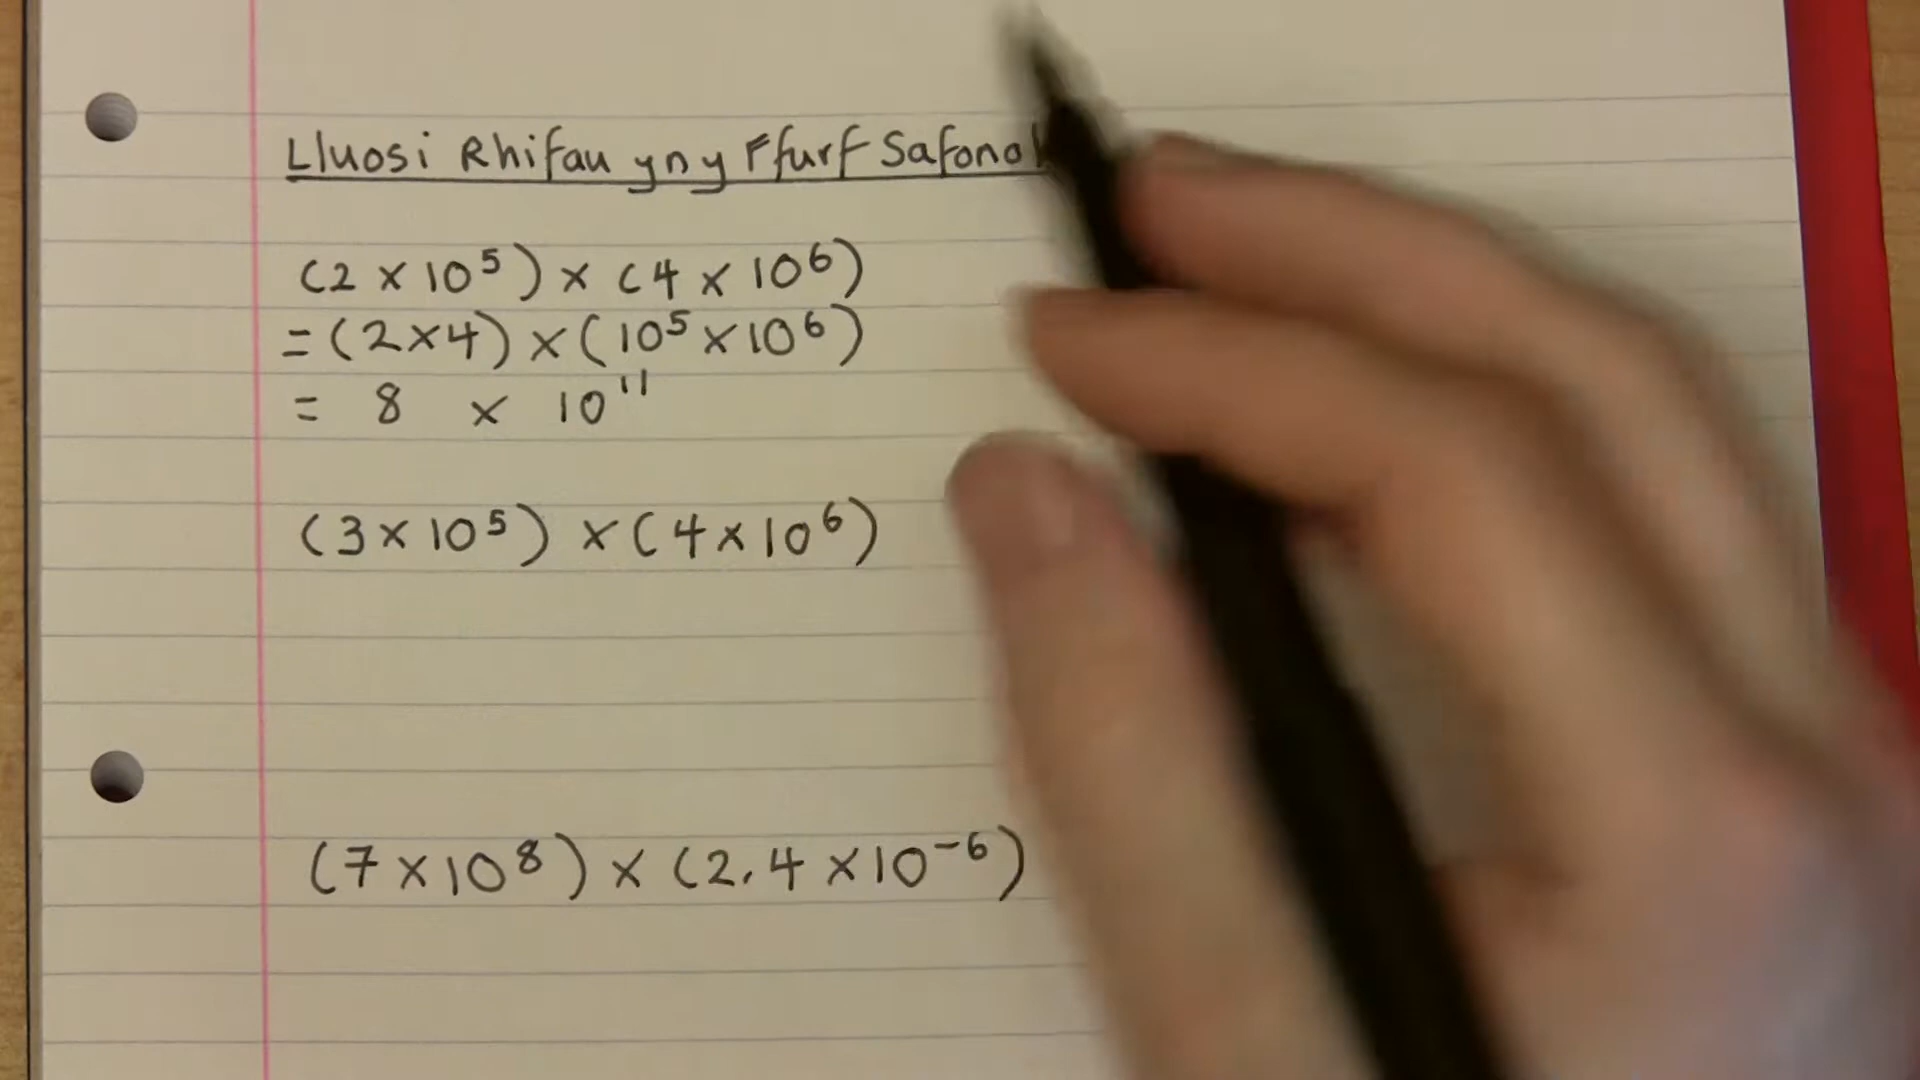 Lluosi Rhifau yn y Ffurf
(2 × 10⁵) × (4 × 10⁶)
= (2×4) × (10⁵ × 10⁶)
= 8 × 10¹¹
(3 × 10⁵) × (4 × 10⁶)
(7 × 10⁸) × (2.4 × 10⁻⁶)